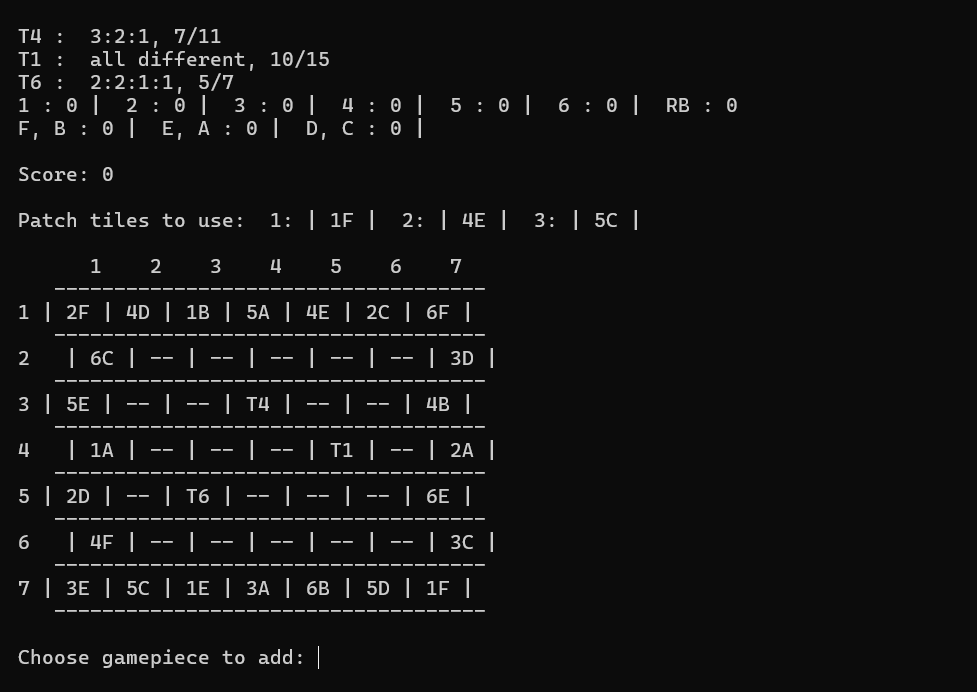 T4 :  3:2:1, 7/11
T1 :  all different, 10/15
T6 :  2:2:1:1, 5/7
1 : 0 |  2 : 0 |  3 : 0 |  4 : 0 |  5 : 0 |  6 : 0 |  RB : 0
F, B : 0 |  E, A : 0 |  D, C : 0 |
Score: 0
Patch tiles to use:  1: | 1F |  2: | 4E |  3: | 5C |
      1    2    3    4    5    6    7
   ------------------------------------
1 | 2F | 4D | 1B | 5A | 4E | 2C | 6F |
   ------------------------------------
2   | 6C | -- | -- | -- | -- | -- | 3D |
   ------------------------------------
3 | 5E | -- | -- | T4 | -- | -- | 4B |
   ------------------------------------
4   | 1A | -- | -- | -- | T1 | -- | 2A |
   ------------------------------------
5 | 2D | -- | T6 | -- | -- | -- | 6E |
   ------------------------------------
6   | 4F | -- | -- | -- | -- | -- | 3C |
   ------------------------------------
7 | 3E | 5C | 1E | 3A | 6B | 5D | 1F |
   ------------------------------------
Choose gamepiece to add: